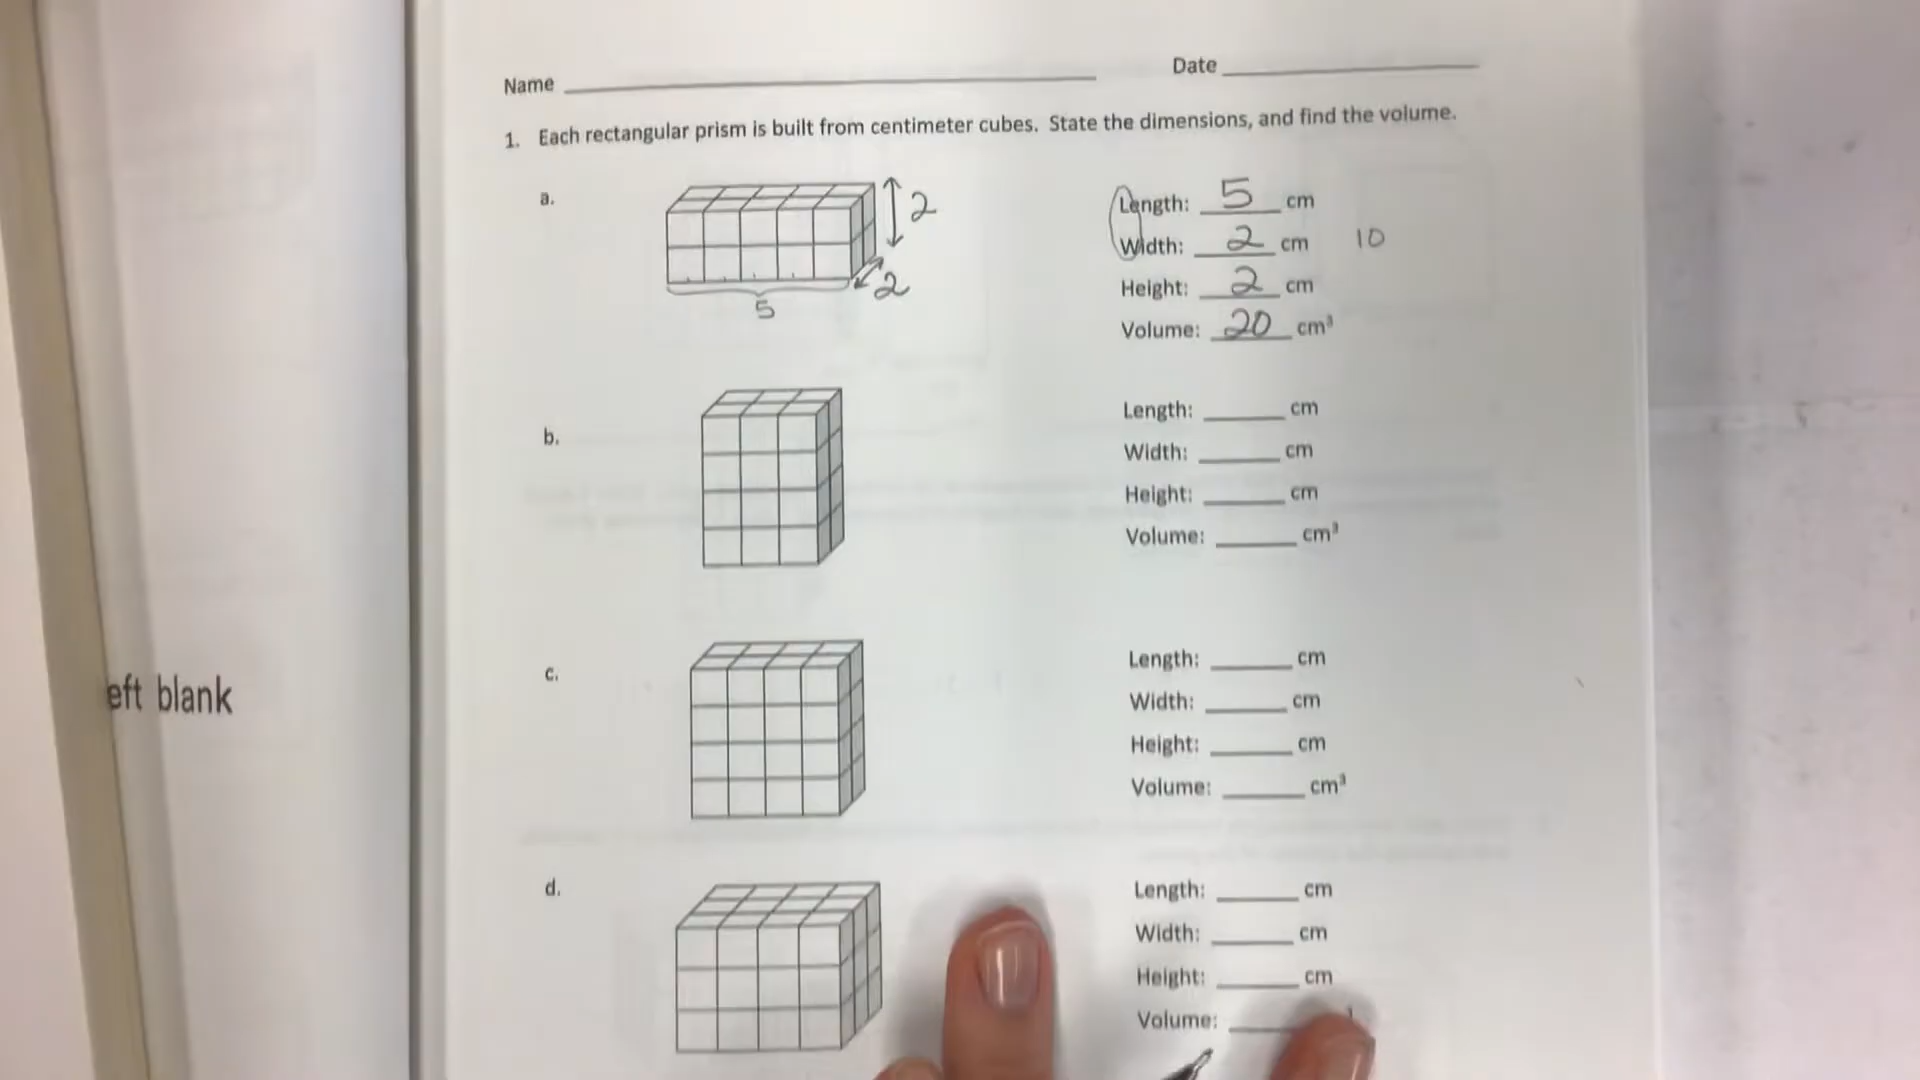 Name Date
1. Each rectangular prism is built from centimeter cubes. State the dimensions, and find the volume.
a.
2
2
5
Length: 5 cm
Width: 2 cm 10
Height: 2 cm
Volume: 20 cm³
b.
Length: cm
Width: cm
Height: cm
Volume: cm³
c.
Length: cm
Width: cm
Height: cm
Volume: cm³
d.
Length: cm
Width: cm
Height: cm
Volume:
eft blank